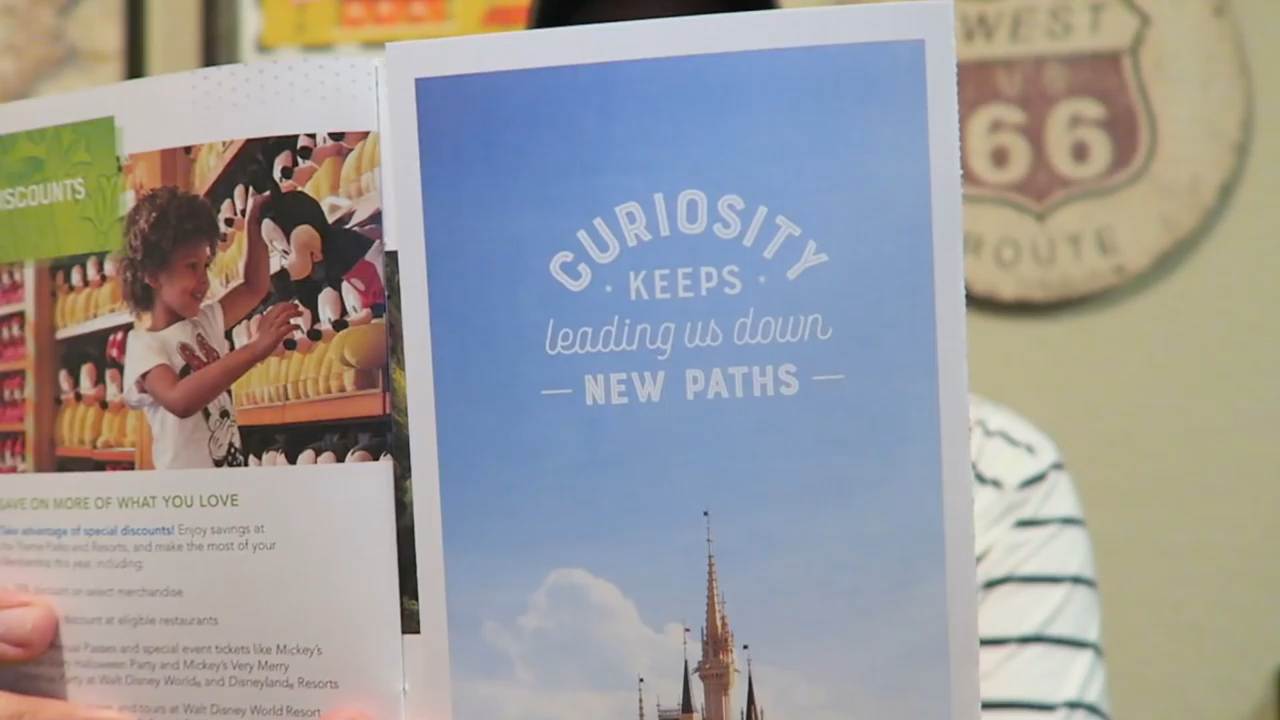 DISCOUNTS
SAVE ON MORE OF WHAT YOU LOVE
Take advantage of special discounts! Enjoy savings at
the Theme Parks and Resorts, and make the most of your
Membership this year, including:
discount on select merchandise
discount at eligible restaurants
Passes and special event tickets like Mickey's
Halloween Party and Mickey's Very Merry
Party at Walt Disney World® and Disneyland® Resorts
and tours at Walt Disney World Resort
CURIOSITY
· KEEPS ·
leading us down
— NEW PATHS —
WEST
US
66
ROUTE